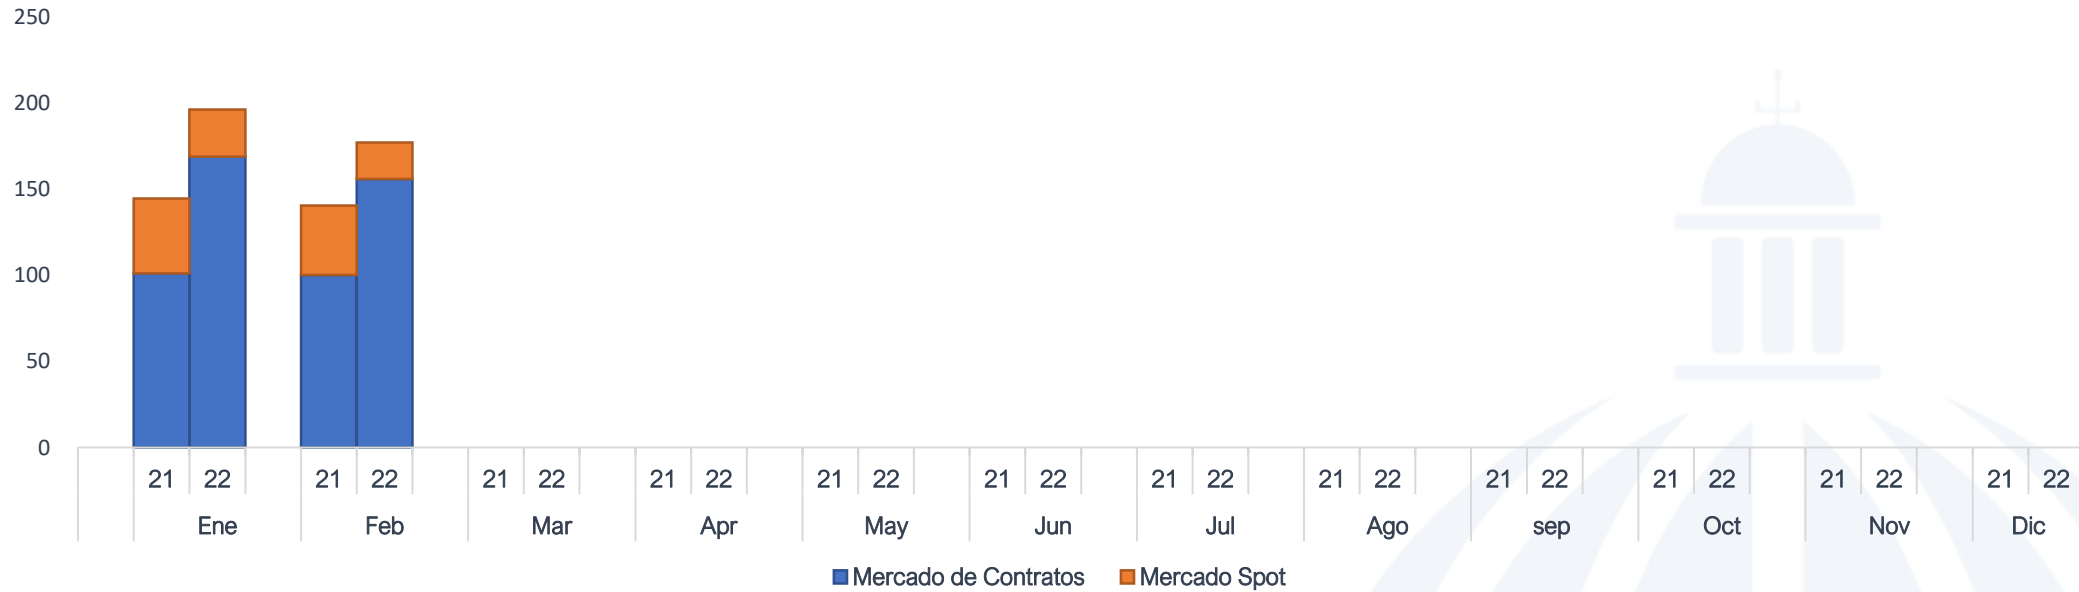 250
200
150
100
50
0
21 22 21 22 21 22 21 22 21 22 21 22 21 22 21 22 21 22 21 22 21 22 21 22
Ene Feb Mar Apr May Jun Jul Ago sep Oct Nov Dic
Mercado de Contratos Mercado Spot